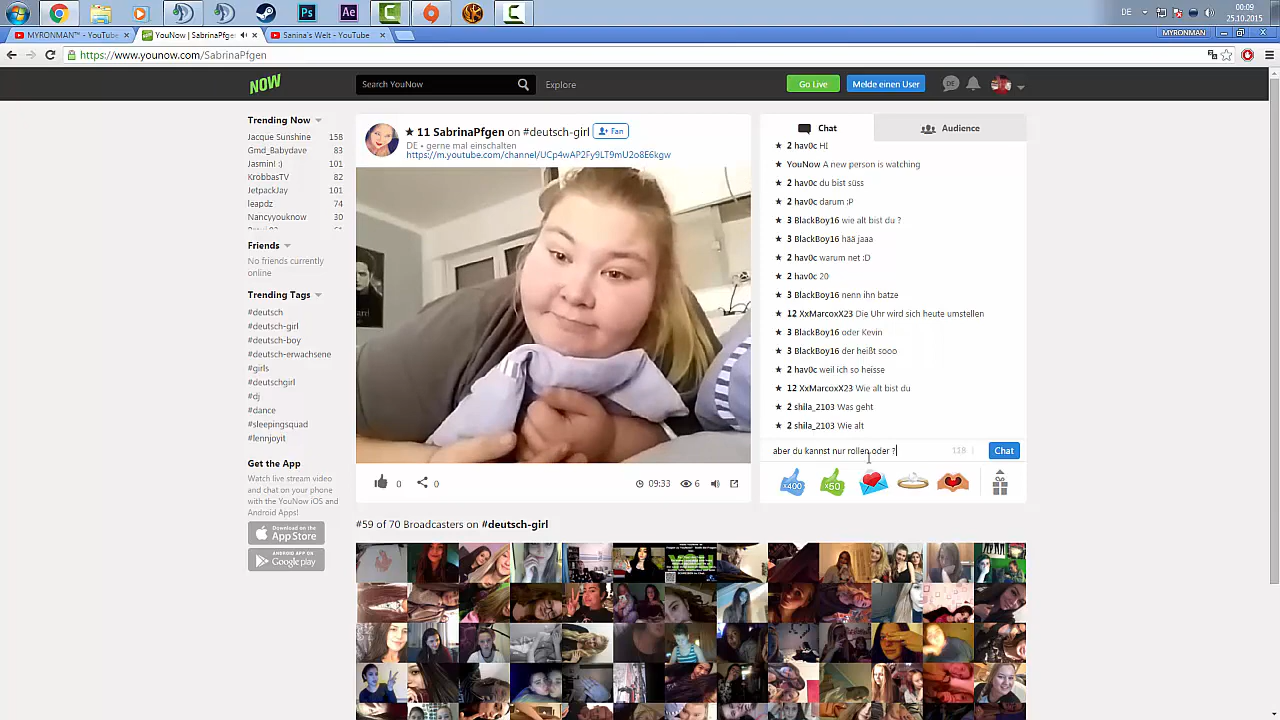 DE
00:09
25.10.2015
MYRONMAN™ - YouTube
YouNow | SabrinaPfgen
Sanina's Welt - YouTube
MYRONMAN
https://www.younow.com/SabrinaPfgen
NOW
Search YouNow
Explore
Go Live
Melde einen User
Trending Now
Jacque Sunshine 158
Gmd_Babydave 83
Jasmin! :) 101
KrobbasTV 82
JetpackJay 191
leapdz 74
Nancyyouknow 30
Friends
No friends currently
online
Trending Tags
#deutsch
#deutsch-girl
#deutsch-boy
#deutsch-erwachsene
#girls
#deutschgirl
#dj
#dance
#sleepingsquad
#lennjoyit
Get the App
Watch live stream video
and chat on your phone
with the YouNow iOS and
Android Apps!
Download on the
App Store
ANDROID APP ON
Google play
★ 11 SabrinaPfgen on #deutsch-girl
Fan
DE • gerne mal einschalten
https://m.youtube.com/channel/UCp4wAP2Fy9LT9mU2o8E6kgw
0
0
09:33
6
Chat
Audience
★ 2 hav0c HI
★ YouNow A new person is watching
★ 2 hav0c du bist süss
★ 2 hav0c darum :P
★ 3 BlackBoy16 wie alt bist du ?
★ 3 BlackBoy16 hää jaaa
★ 2 hav0c warum net :D
★ 2 hav0c 20
★ 3 BlackBoy16 nenn ihn batze
★ 12 XxMarcoxX23 Die Uhr wird sich heute umstellen
★ 3 BlackBoy16 oder Kevin
★ 3 BlackBoy16 der heißt sooo
★ 2 hav0c weil ich so heisse
★ 12 XxMarcoxX23 Wie alt bist du
★ 2 shila_2103 Was geht
★ 2 shila_2103 Wie alt
aber du kannst nur rollen oder ?
118
Chat
x400
x50
#59 of 70 Broadcasters on #deutsch-girl